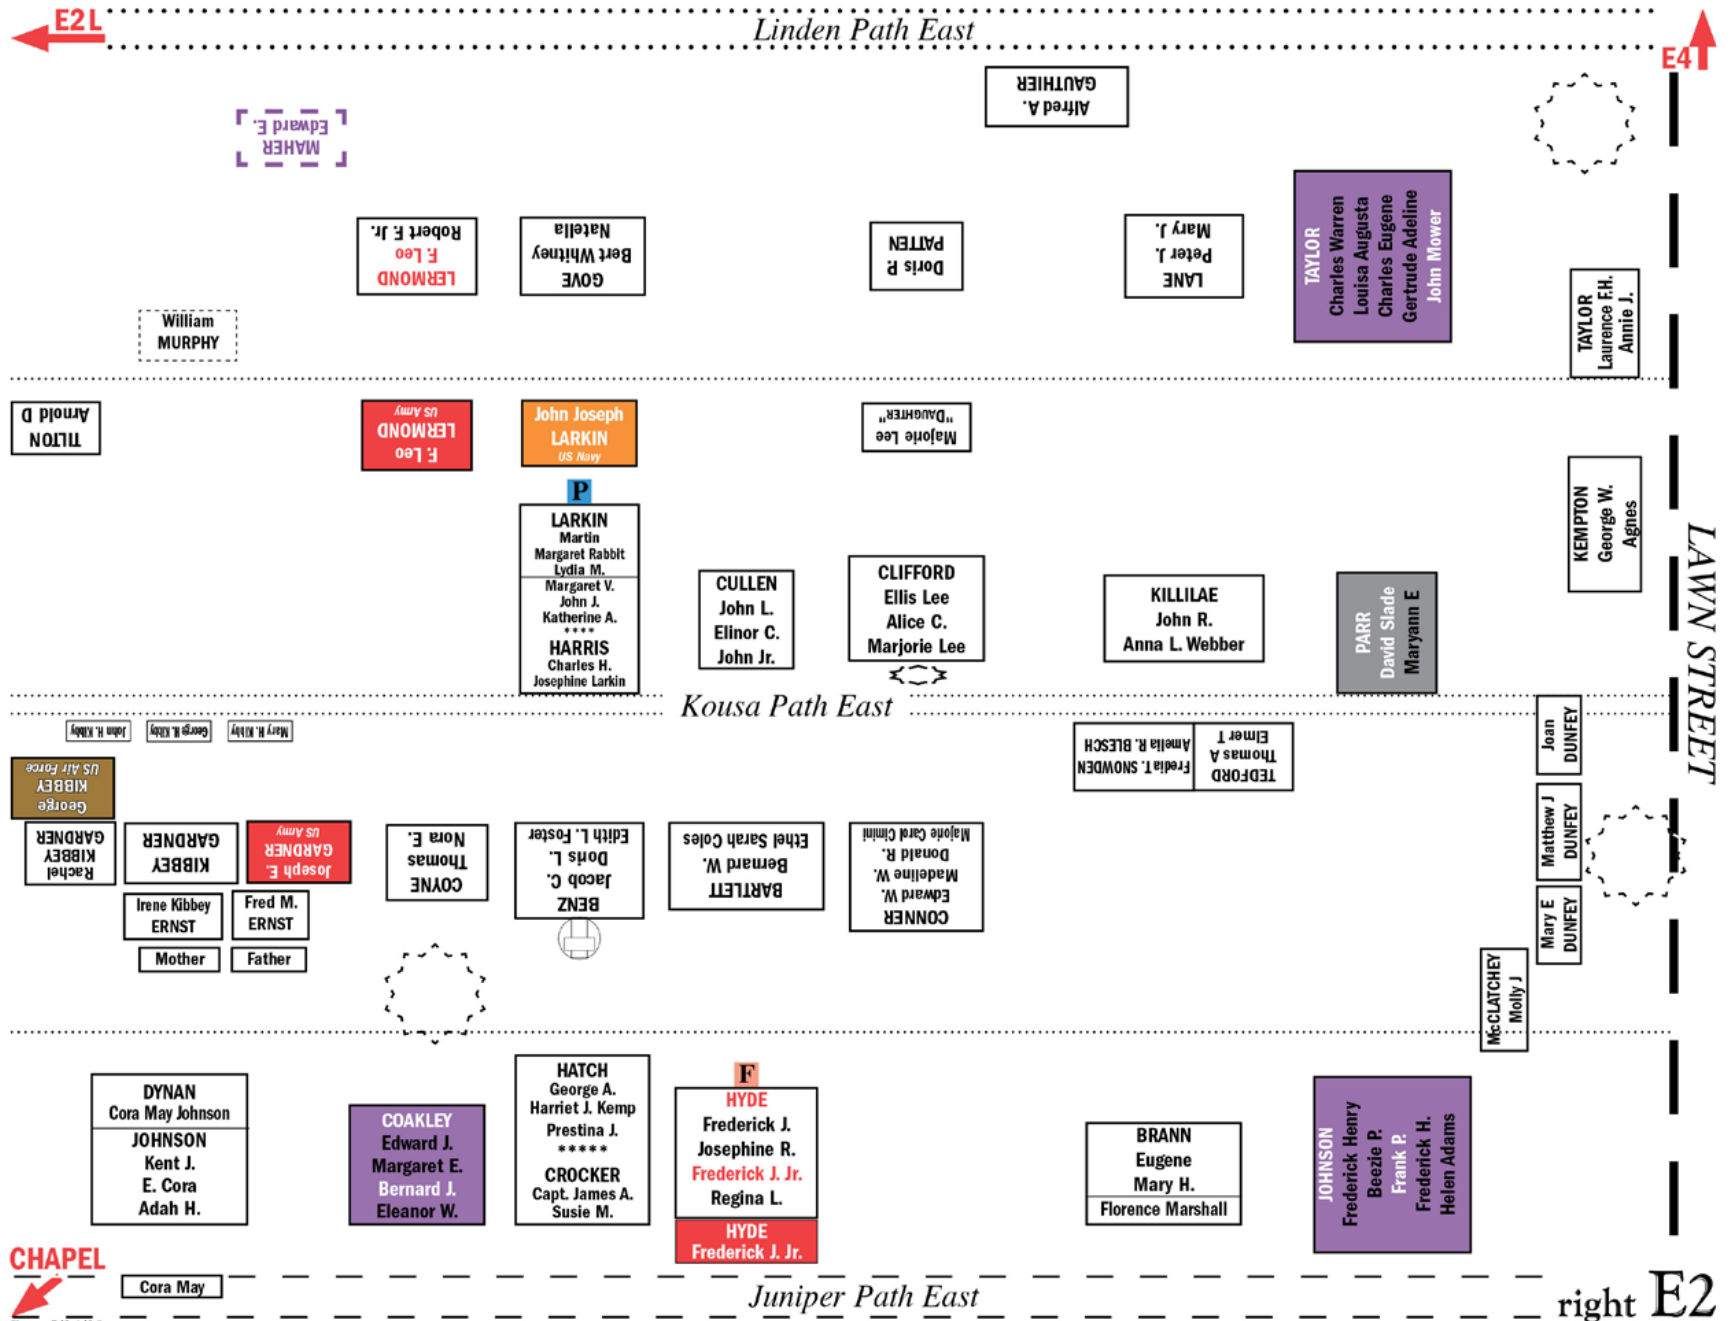 E2L
Linden Path East
E4
Alfred A.
GAUTHIER
MAHER
Edward E.
LERMOND
F. Leo
Robert F. Jr.
GOVE
Bert Whitney
Natella
Doris P.
PATTEN
LANE
Peter J.
Mary J.
TAYLOR
Charles Warren
Louisa Augusta
Charles Eugene
Gertrude Adeline
John Mower
TAYLOR
Laurence F.H.
Annie J.
William
MURPHY
TILTON
Arnold D
F. Leo
LERMOND
US Army
John Joseph
LARKIN
US Navy
Majorie Lee
"DAUGHTER"
P
LARKIN
Martin
Margaret Rabbit
Lydia M.
Margaret V.
John J.
Katherine A.
****
HARRIS
Charles H.
Josephine Larkin
CULLEN
John L.
Elinor C.
John Jr.
CLIFFORD
Ellis Lee
Alice C.
Marjorie Lee
KILLILAE
John R.
Anna L. Webber
PARR
David Slade
Maryann E
KEMPTON
George W.
Agnes
LAWN STREET
Kousa Path East
John H. Kibby
George H. Kibby
Mary H. Kibby
Fredia T. SNOWDEN
Amelia R. BLESCH
TEDFORD
Thomas A
Elmer T
Joan
DUNFEY
Matthew J
DUNFEY
Mary E
DUNFEY
George
KIBBEY
US Air Force
Rachel
KIBBEY
GARDNER
KIBBEY
GARDNER
Joseph E.
GARDNER
US Army
Irene Kibbey
ERNST
Fred M.
ERNST
Mother
Father
COYNE
Thomas
Nora E.
BENZ
Jacob C.
Doris L.
Edith L. Foster
BARTLETT
Bernard W.
Ethel Sarah Coles
CONNER
Edward W.
Madeline W.
Donald R.
Majorie Carol Cimini
McCLATCHEY
Molly J
DYNAN
Cora May Johnson
JOHNSON
Kent J.
E. Cora
Adah H.
COAKLEY
Edward J.
Margaret E.
Bernard J.
Eleanor W.
HATCH
George A.
Harriet J. Kemp
Prestina J.
*****
CROCKER
Capt. James A.
Susie M.
F
HYDE
Frederick J.
Josephine R.
Frederick J. Jr.
Regina L.
HYDE
Frederick J. Jr.
BRANN
Eugene
Mary H.
Florence Marshall
JOHNSON
Frederick Henry
Beezie P.
Frank P.
Frederick H.
Helen Adams
CHAPEL
Cora May
Juniper Path East
right E2